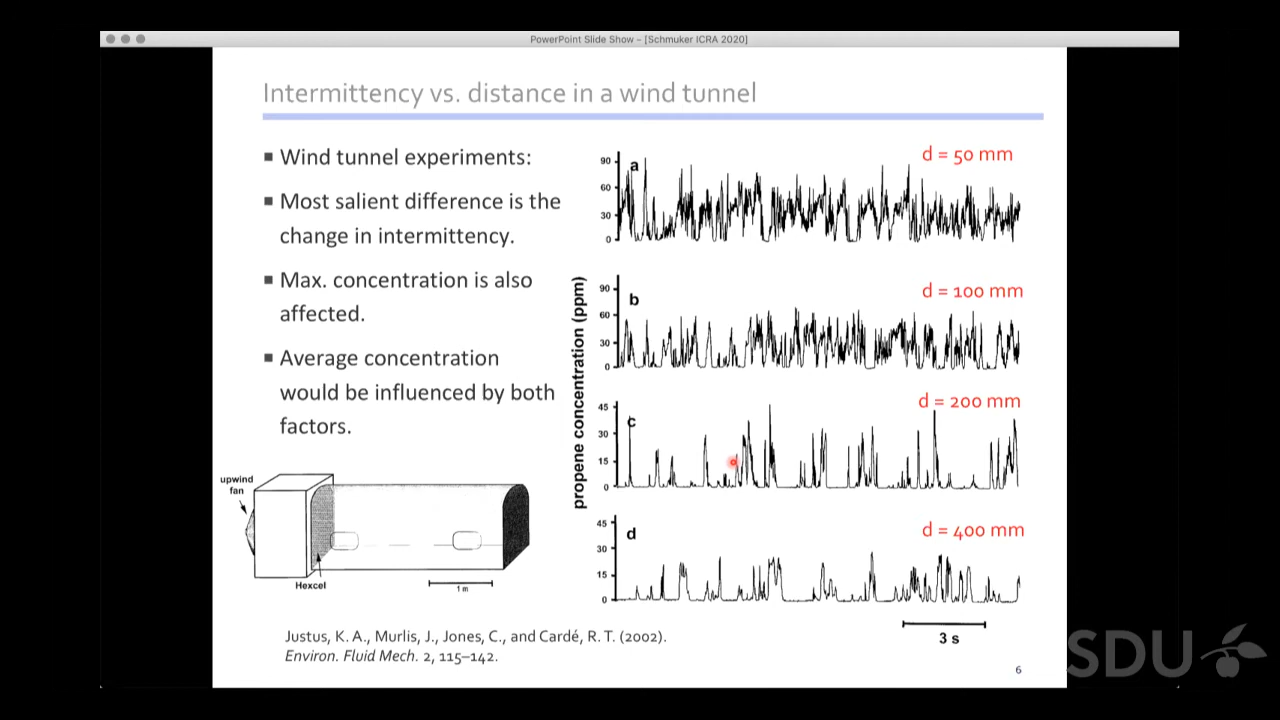 PowerPoint Slide Show – [Schmuker ICRA 2020]
Intermittency vs. distance in a wind tunnel
▪ Wind tunnel experiments:
▪ Most salient difference is the
change in intermittency.
▪ Max. concentration is also
affected.
▪ Average concentration
would be influenced by both
factors.
upwind
fan
Hexcel
1 m
Justus, K. A., Murlis, J., Jones, C., and Cardé, R. T. (2002).
Environ. Fluid Mech. 2, 115–142.
propene concentration (ppm)
a
d = 50 mm
90
60
30
0
b
d = 100 mm
90
60
30
0
c
d = 200 mm
45
30
15
0
d
d = 400 mm
45
30
15
0
3 s
6
SDU